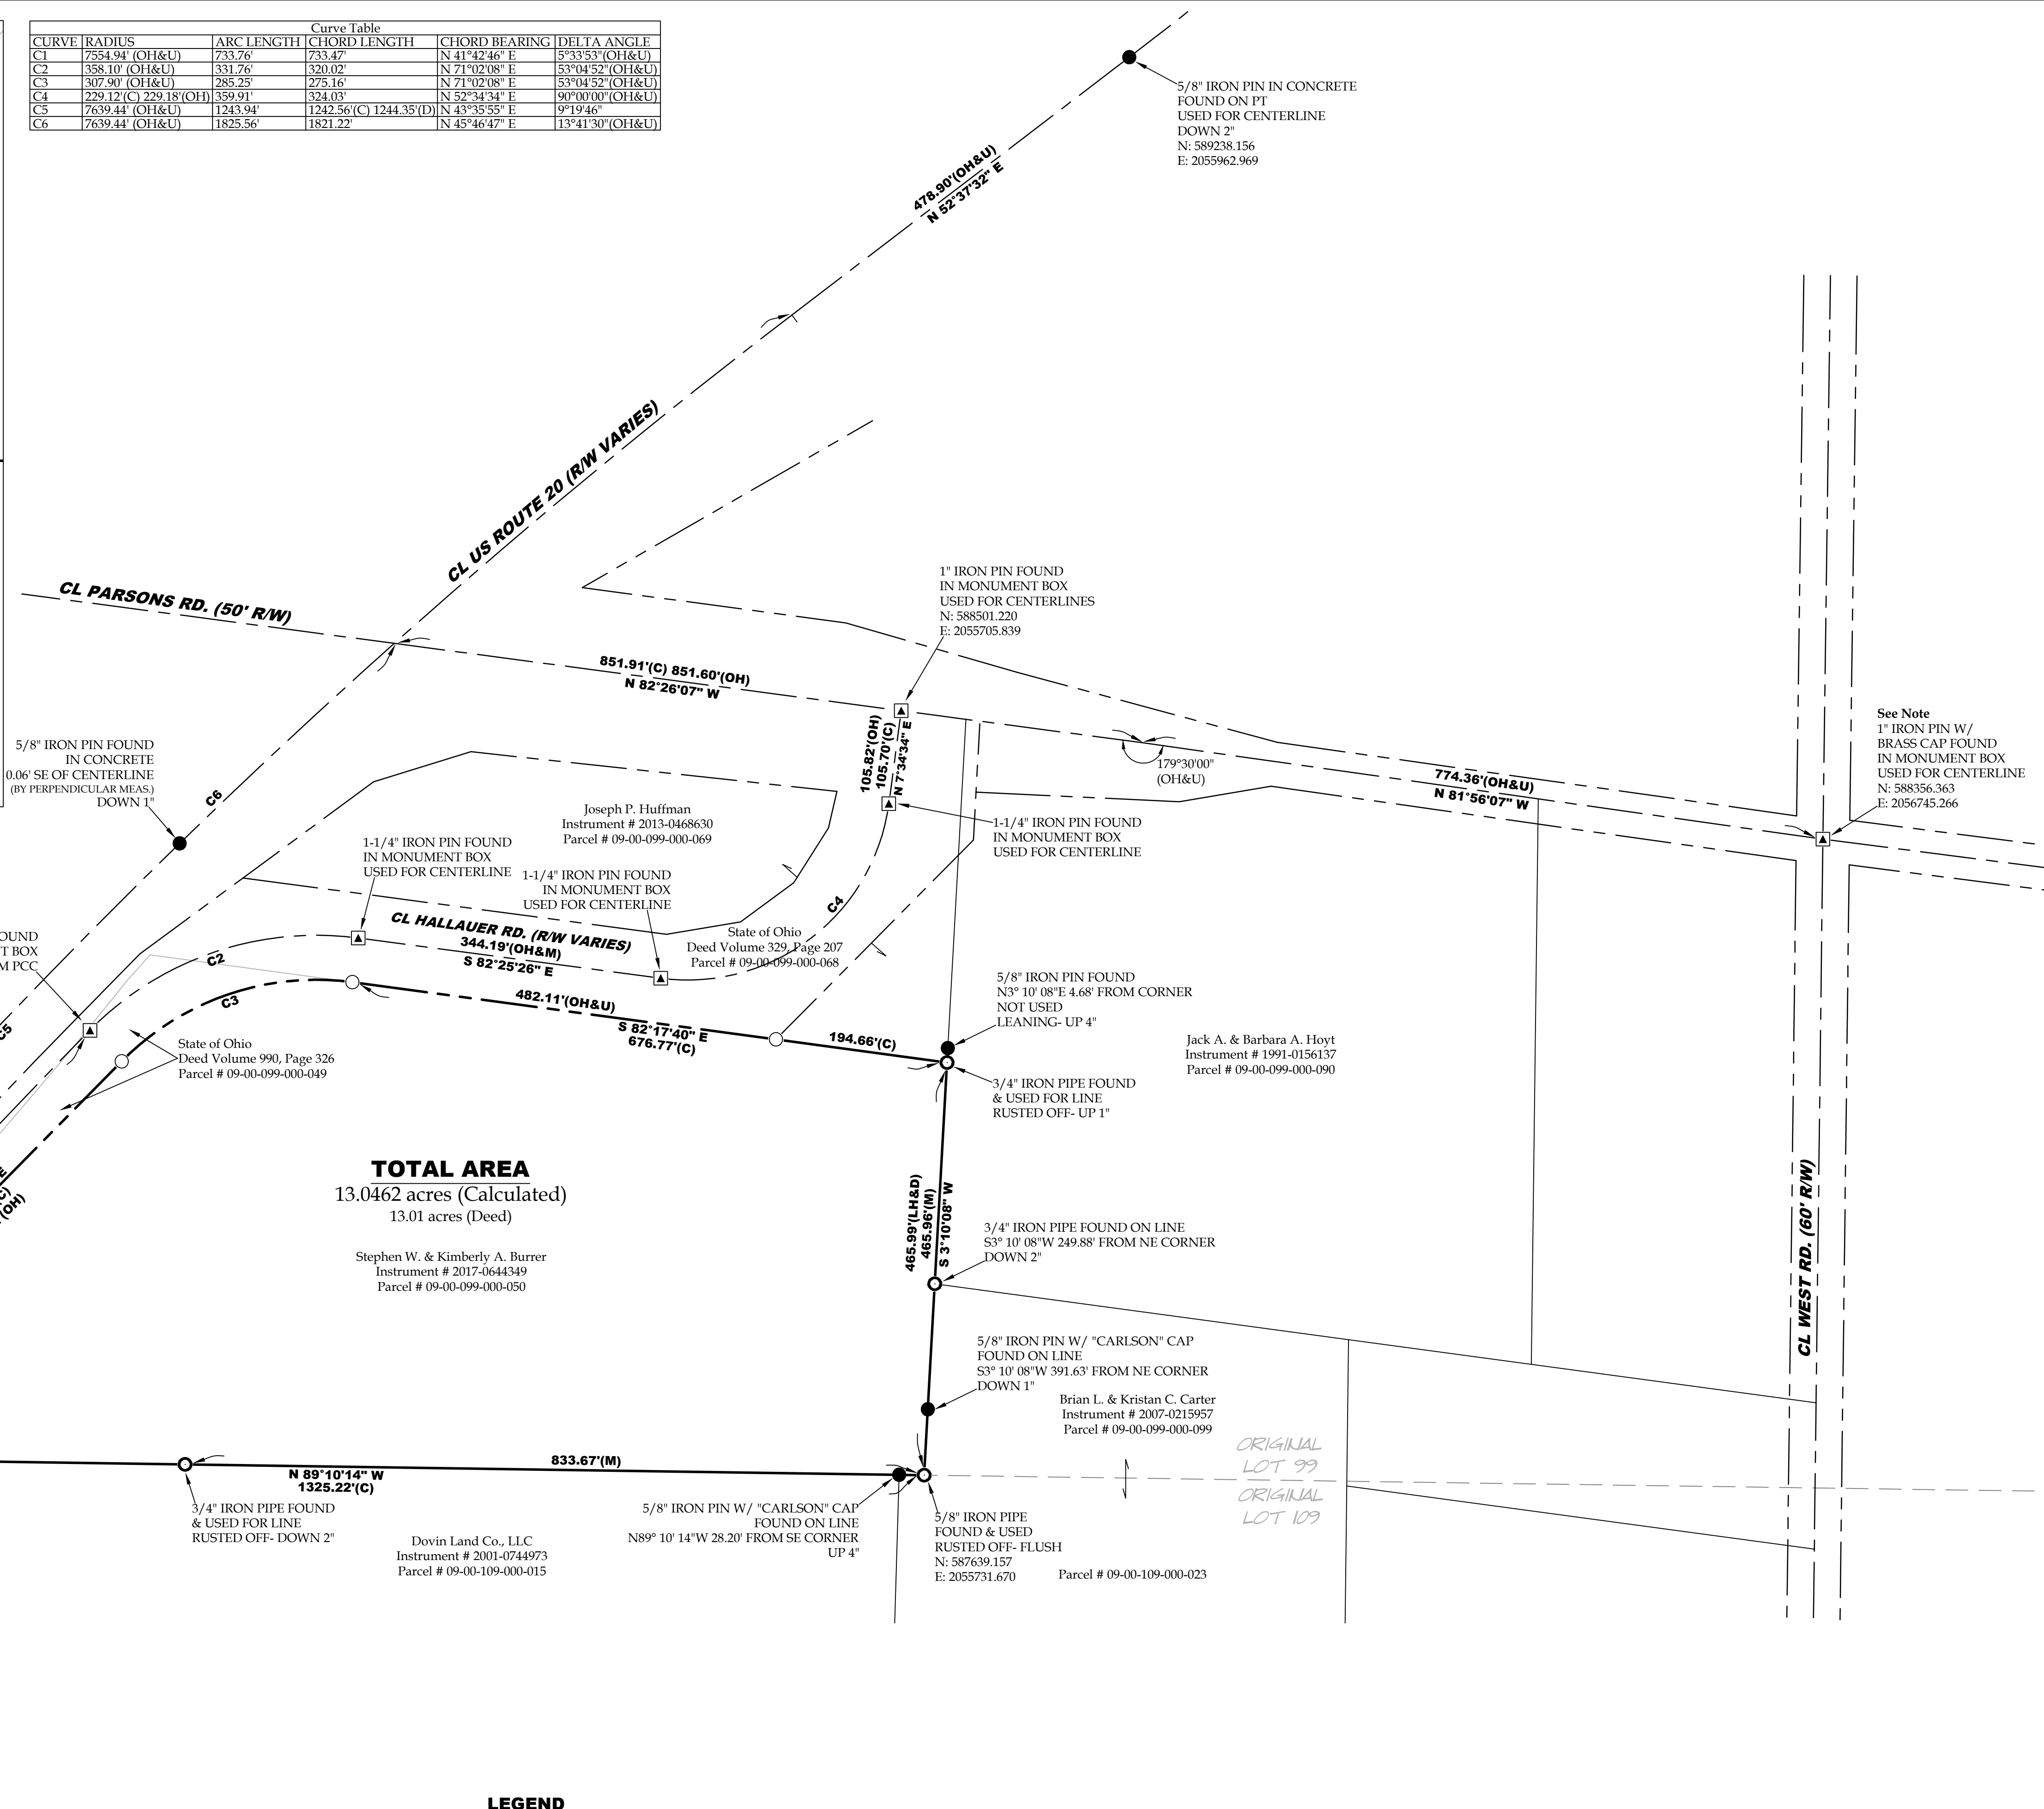 Curve Table
CURVE RADIUS ARC LENGTH CHORD LENGTH CHORD BEARING DELTA ANGLE
C1 7554.94' (OH&U) 733.76' 733.47' N 41°42'46" E 5°33'53"(OH&U)
C2 358.10' (OH&U) 331.76' 320.02' N 71°02'08" E 53°04'52"(OH&U)
C3 307.90' (OH&U) 285.25' 275.16' N 71°02'08" E 53°04'52"(OH&U)
C4 229.12'(C) 229.18'(OH) 359.91' 324.03' N 52°34'34" E 90°00'00"(OH&U)
C5 7639.44' (OH&U) 1243.94' 1242.56'(C) 1244.35'(D) N 43°35'55" E 9°19'46"
C6 7639.44' (OH&U) 1825.56' 1821.22' N 45°46'47" E 13°41'30"(OH&U)
5/8" IRON PIN IN CONCRETE
FOUND ON PT
USED FOR CENTERLINE
DOWN 2"
N: 589238.156
E: 2055962.969
478.90'(OH&U)
N 52°37'32" E
CL US ROUTE 20 (R/W VARIES)
CL PARSONS RD. (50' R/W)
1" IRON PIN FOUND
IN MONUMENT BOX
USED FOR CENTERLINES
N: 588501.220
E: 2055705.839
851.91'(C) 851.60'(OH)
N 82°26'07" W
105.82'(OH)
105.70'(C)
N 7°34'34" E
179°30'00"
(OH&U)
774.36'(OH&U)
N 81°56'07" W
See Note
1" IRON PIN W/
BRASS CAP FOUND
IN MONUMENT BOX
USED FOR CENTERLINE
N: 588356.363
E: 2056745.266
5/8" IRON PIN FOUND
IN CONCRETE
0.06' SE OF CENTERLINE
(BY PERPENDICULAR MEAS.)
DOWN 1"
C6
Joseph P. Huffman
Instrument # 2013-0468630
Parcel # 09-00-099-000-069
1-1/4" IRON PIN FOUND
IN MONUMENT BOX
USED FOR CENTERLINE
1-1/4" IRON PIN FOUND
IN MONUMENT BOX
USED FOR CENTERLINE
1-1/4" IRON PIN FOUND
IN MONUMENT BOX
USED FOR CENTERLINE
C4
CL HALLAUER RD. (R/W VARIES)
344.19'(OH&M)
S 82°25'26" E
State of Ohio
Deed Volume 329, Page 207
Parcel # 09-00-099-000-068
OUND
T BOX
M PCC
C2
C3
C5
482.11'(OH&U)
S 82°17'40" E
676.77'(C)
194.66'(C)
5/8" IRON PIN FOUND
N3° 10' 08"E 4.68' FROM CORNER
NOT USED
LEANING- UP 4"
Jack A. & Barbara A. Hoyt
Instrument # 1991-0156137
Parcel # 09-00-099-000-090
State of Ohio
Deed Volume 990, Page 326
Parcel # 09-00-099-000-049
3/4" IRON PIPE FOUND
& USED FOR LINE
RUSTED OFF- UP 1"
E
C)
(OH)
TOTAL AREA
13.0462 acres (Calculated)
13.01 acres (Deed)
Stephen W. & Kimberly A. Burrer
Instrument # 2017-0644349
Parcel # 09-00-099-000-050
465.99'(LH&D)
465.96'(M)
S 3°10'08" W
3/4" IRON PIPE FOUND ON LINE
S3° 10' 08"W 249.88' FROM NE CORNER
DOWN 2"
CL WEST RD. (60' R/W)
5/8" IRON PIN W/ "CARLSON" CAP
FOUND ON LINE
S3° 10' 08"W 391.63' FROM NE CORNER
DOWN 1"
Brian L. & Kristan C. Carter
Instrument # 2007-0215957
Parcel # 09-00-099-000-099
ORIGINAL
LOT 99
ORIGINAL
LOT 109
833.67'(M)
N 89°10'14" W
1325.22'(C)
3/4" IRON PIPE FOUND
& USED FOR LINE
RUSTED OFF- DOWN 2"
5/8" IRON PIN W/ "CARLSON" CAP
FOUND ON LINE
N89° 10' 14"W 28.20' FROM SE CORNER
UP 4"
5/8" IRON PIPE
FOUND & USED
RUSTED OFF- FLUSH
N: 587639.157
E: 2055731.670
Dovin Land Co., LLC
Instrument # 2001-0744973
Parcel # 09-00-109-000-015
Parcel # 09-00-109-000-023
LEGEND